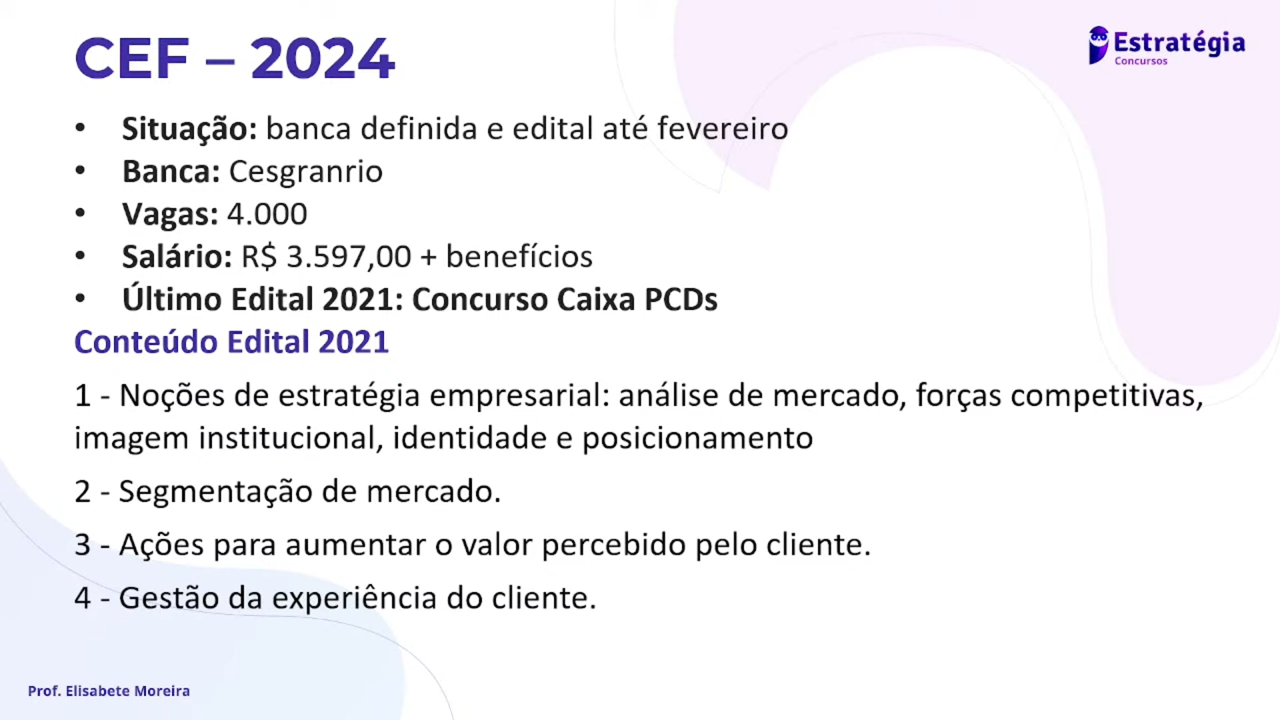 CEF – 2024
Estratégia
Concursos
• Situação: banca definida e edital até fevereiro
• Banca: Cesgranrio
• Vagas: 4.000
• Salário: R$ 3.597,00 + benefícios
• Último Edital 2021: Concurso Caixa PCDs
Conteúdo Edital 2021
1 - Noções de estratégia empresarial: análise de mercado, forças competitivas,
imagem institucional, identidade e posicionamento
2 - Segmentação de mercado.
3 - Ações para aumentar o valor percebido pelo cliente.
4 - Gestão da experiência do cliente.
Prof. Elisabete Moreira